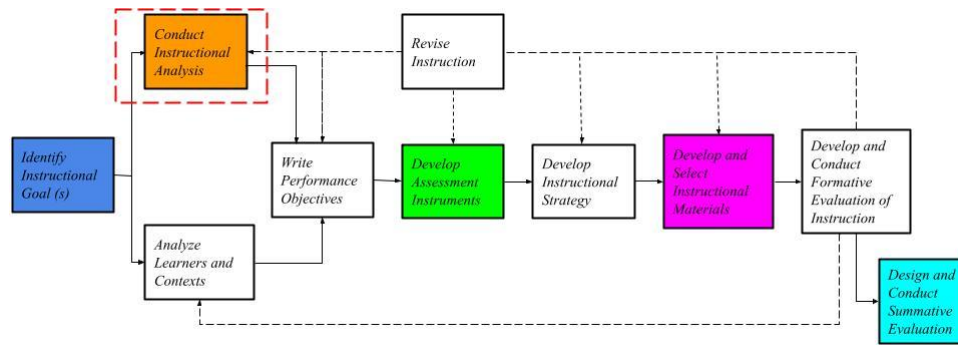 Conduct
Instructional
Analysis
Revise
Instruction
Identify
Instructional
Goal (s)
Write
Performance
Objectives
Develop
Assessment
Instruments
Develop
Instructional
Strategy
Develop and
Select
Instructional
Materials
Develop and
Conduct
Formative
Evaluation of
Instruction
Analyze
Learners and
Contexts
Design and
Conduct
Summative
Evaluation